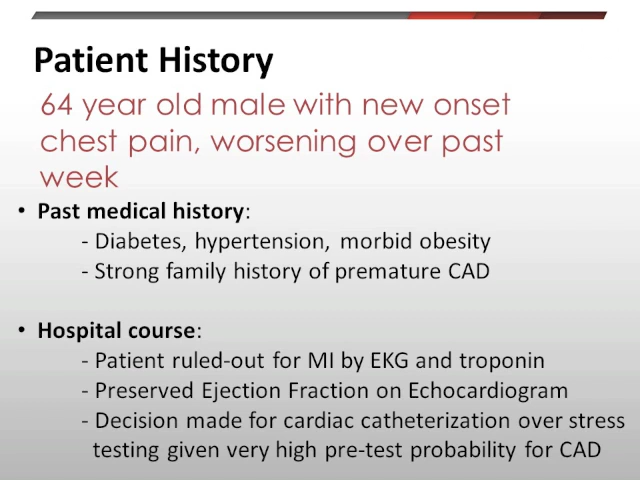 Patient History
64 year old male with new onset
chest pain, worsening over past
week
• Past medical history:
- Diabetes, hypertension, morbid obesity
- Strong family history of premature CAD
• Hospital course:
- Patient ruled-out for MI by EKG and troponin
- Preserved Ejection Fraction on Echocardiogram
- Decision made for cardiac catheterization over stress
testing given very high pre-test probability for CAD